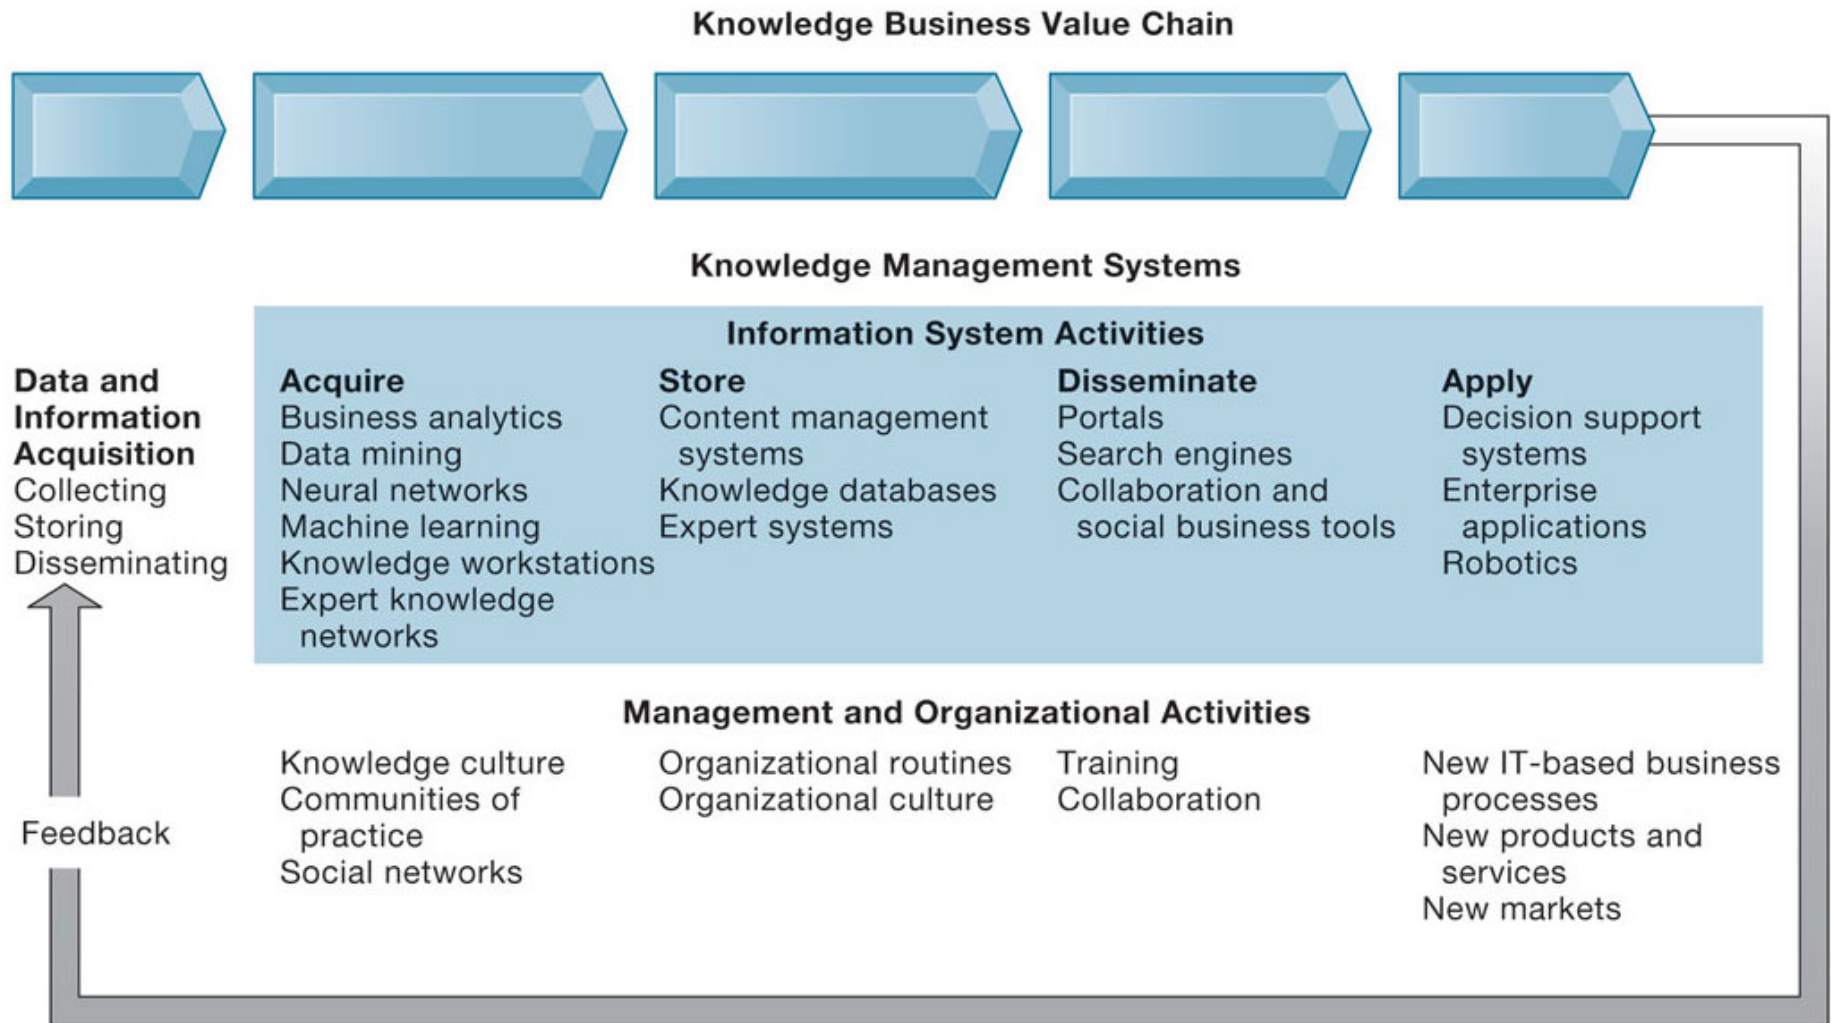 Knowledge Business Value Chain
Knowledge Management Systems
Information System Activities
Data and
Information
Acquisition
Collecting
Storing
Disseminating
Acquire
Business analytics
Data mining
Neural networks
Machine learning
Knowledge workstations
Expert knowledge
networks
Store
Content management
systems
Knowledge databases
Expert systems
Disseminate
Portals
Search engines
Collaboration and
social business tools
Apply
Decision support
systems
Enterprise
applications
Robotics
Management and Organizational Activities
Knowledge culture
Communities of
practice
Social networks
Organizational routines
Organizational culture
Training
Collaboration
New IT-based business
processes
New products and
services
New markets
Feedback